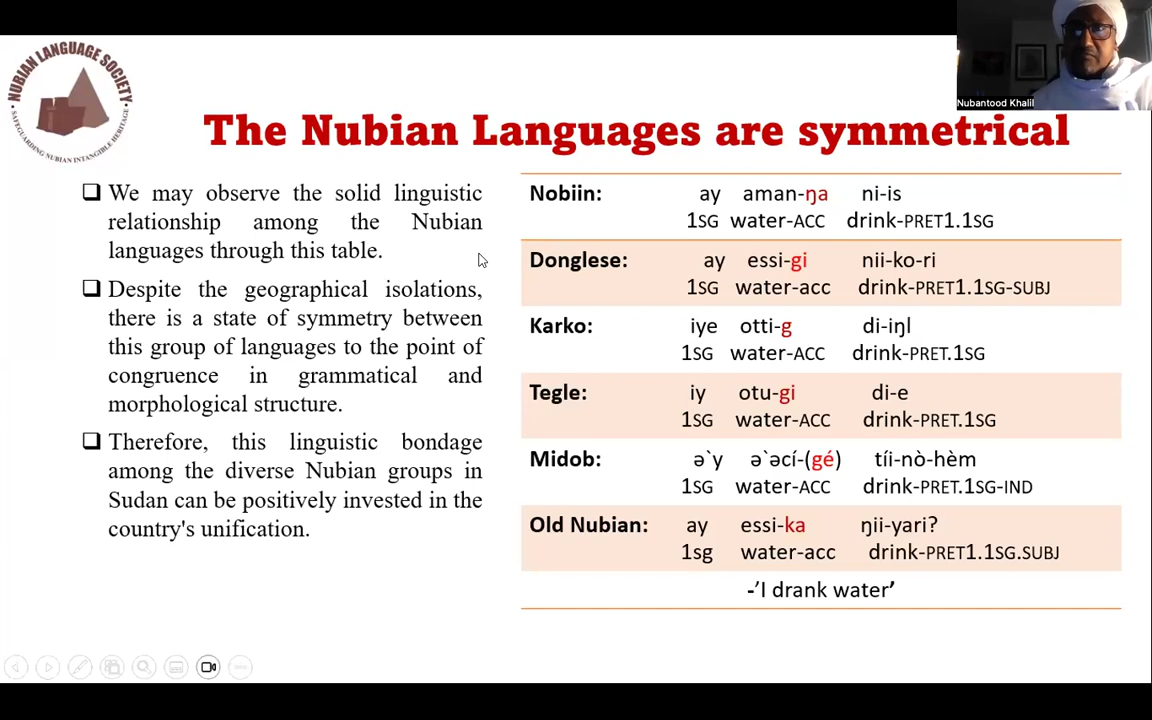 Nubantood Khalil
NUBIAN LANGUAGE SOCIETY
• SAFEGUARDING NUBIAN INTANGIBLE HERITAGE •
The Nubian Languages are symmetrical
We may observe the solid linguistic
relationship among the Nubian
languages through this table.
Despite the geographical isolations,
there is a state of symmetry between
this group of languages to the point of
congruence in grammatical and
morphological structure.
Therefore, this linguistic bondage
among the diverse Nubian groups in
Sudan can be positively invested in the
country's unification.
Nobiin: ay aman-ŋa ni-is
1SG water-ACC drink-PRET1.1SG
Donglese: ay essi-gi nii-ko-ri
1SG water-acc drink-PRET1.1SG-SUBJ
Karko: iye otti-g di-iŋl
1SG water-ACC drink-PRET.1SG
Tegle: iy otu-gi di-e
1SG water-ACC drink-PRET.1SG
Midob: ə`y ə`əcí-(gé) tíi-nò-hèm
1SG water-ACC drink-PRET.1SG-IND
Old Nubian: ay essi-ka ŋii-yari?
1sg water-acc drink-PRET1.1SG.SUBJ
-'I drank water'